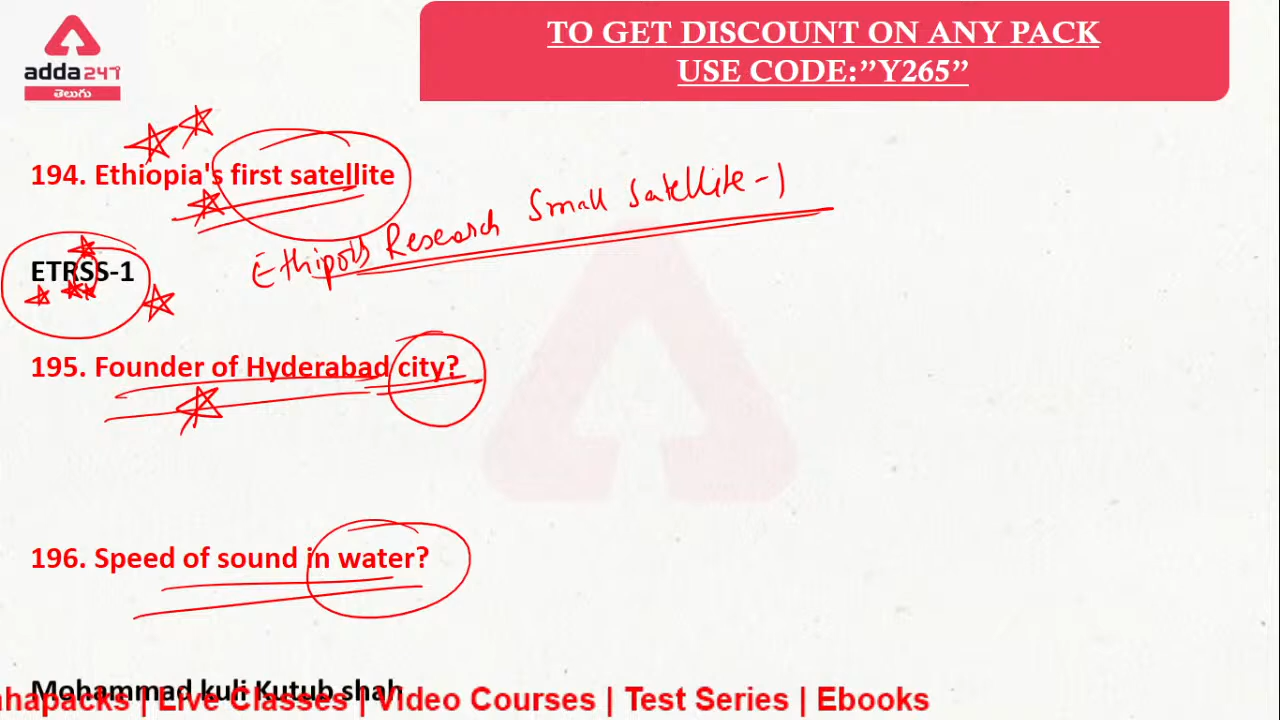 adda247
తెలుగు
TO GET DISCOUNT ON ANY PACK
USE CODE:”Y265”
194. Ethiopia's first satellite
ETRSS-1
Ethipois Research Small Satellite-1
195. Founder of Hyderabad city?
196. Speed of sound in water?
Mohammad kuli Kutub shah
hapacks | Live Classes | Video Courses | Test Series | Ebooks